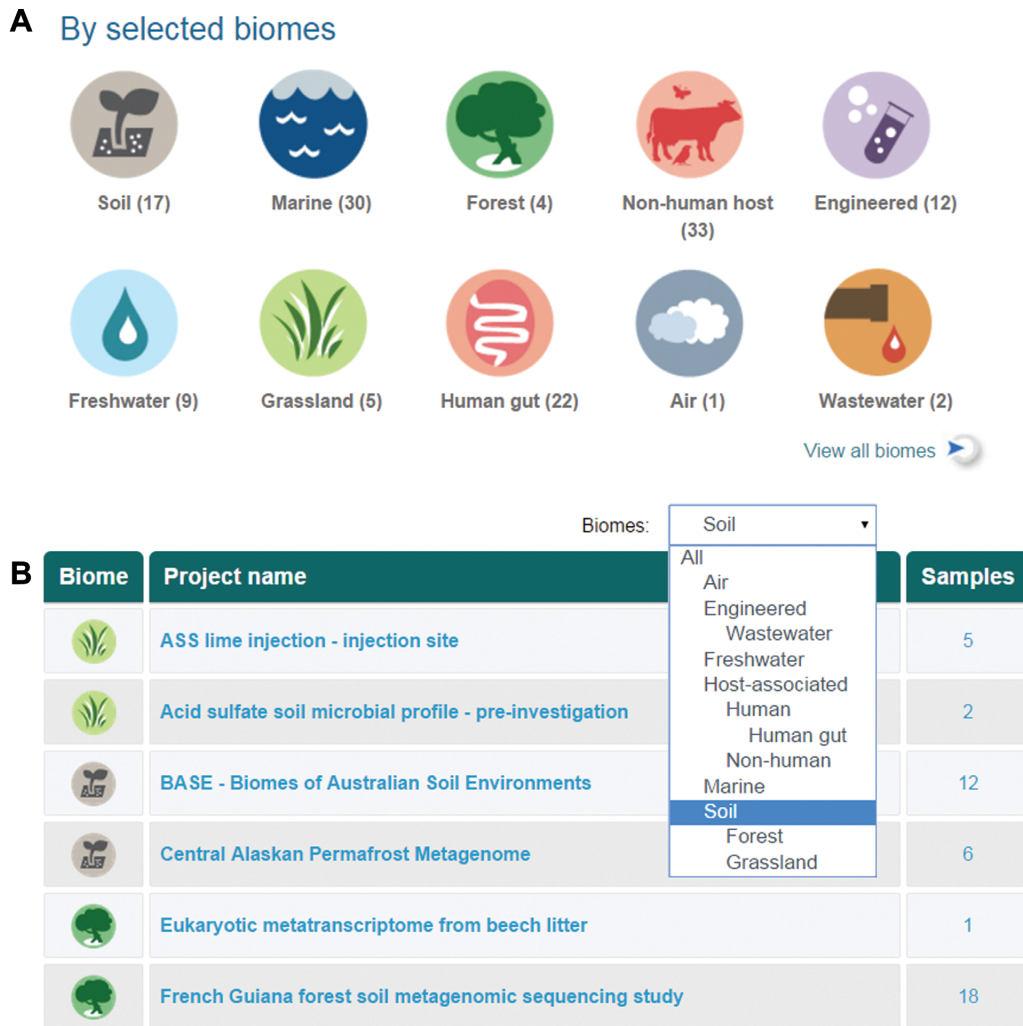 A By selected biomes
Soil (17) Marine (30) Forest (4) Non-human host Engineered (12)
(33)
Freshwater (9) Grassland (5) Human gut (22) Air (1) Wastewater (2)
View all biomes
Biomes: Soil
B Biome Project name Samples
All
Air
Engineered
Wastewater
Freshwater
Host-associated
Human
Human gut
Non-human
Marine
Soil
Forest
Grassland
ASS lime injection - injection site 5
Acid sulfate soil microbial profile - pre-investigation 2
BASE - Biomes of Australian Soil Environments 12
Central Alaskan Permafrost Metagenome 6
Eukaryotic metatranscriptome from beech litter 1
French Guiana forest soil metagenomic sequencing study 18